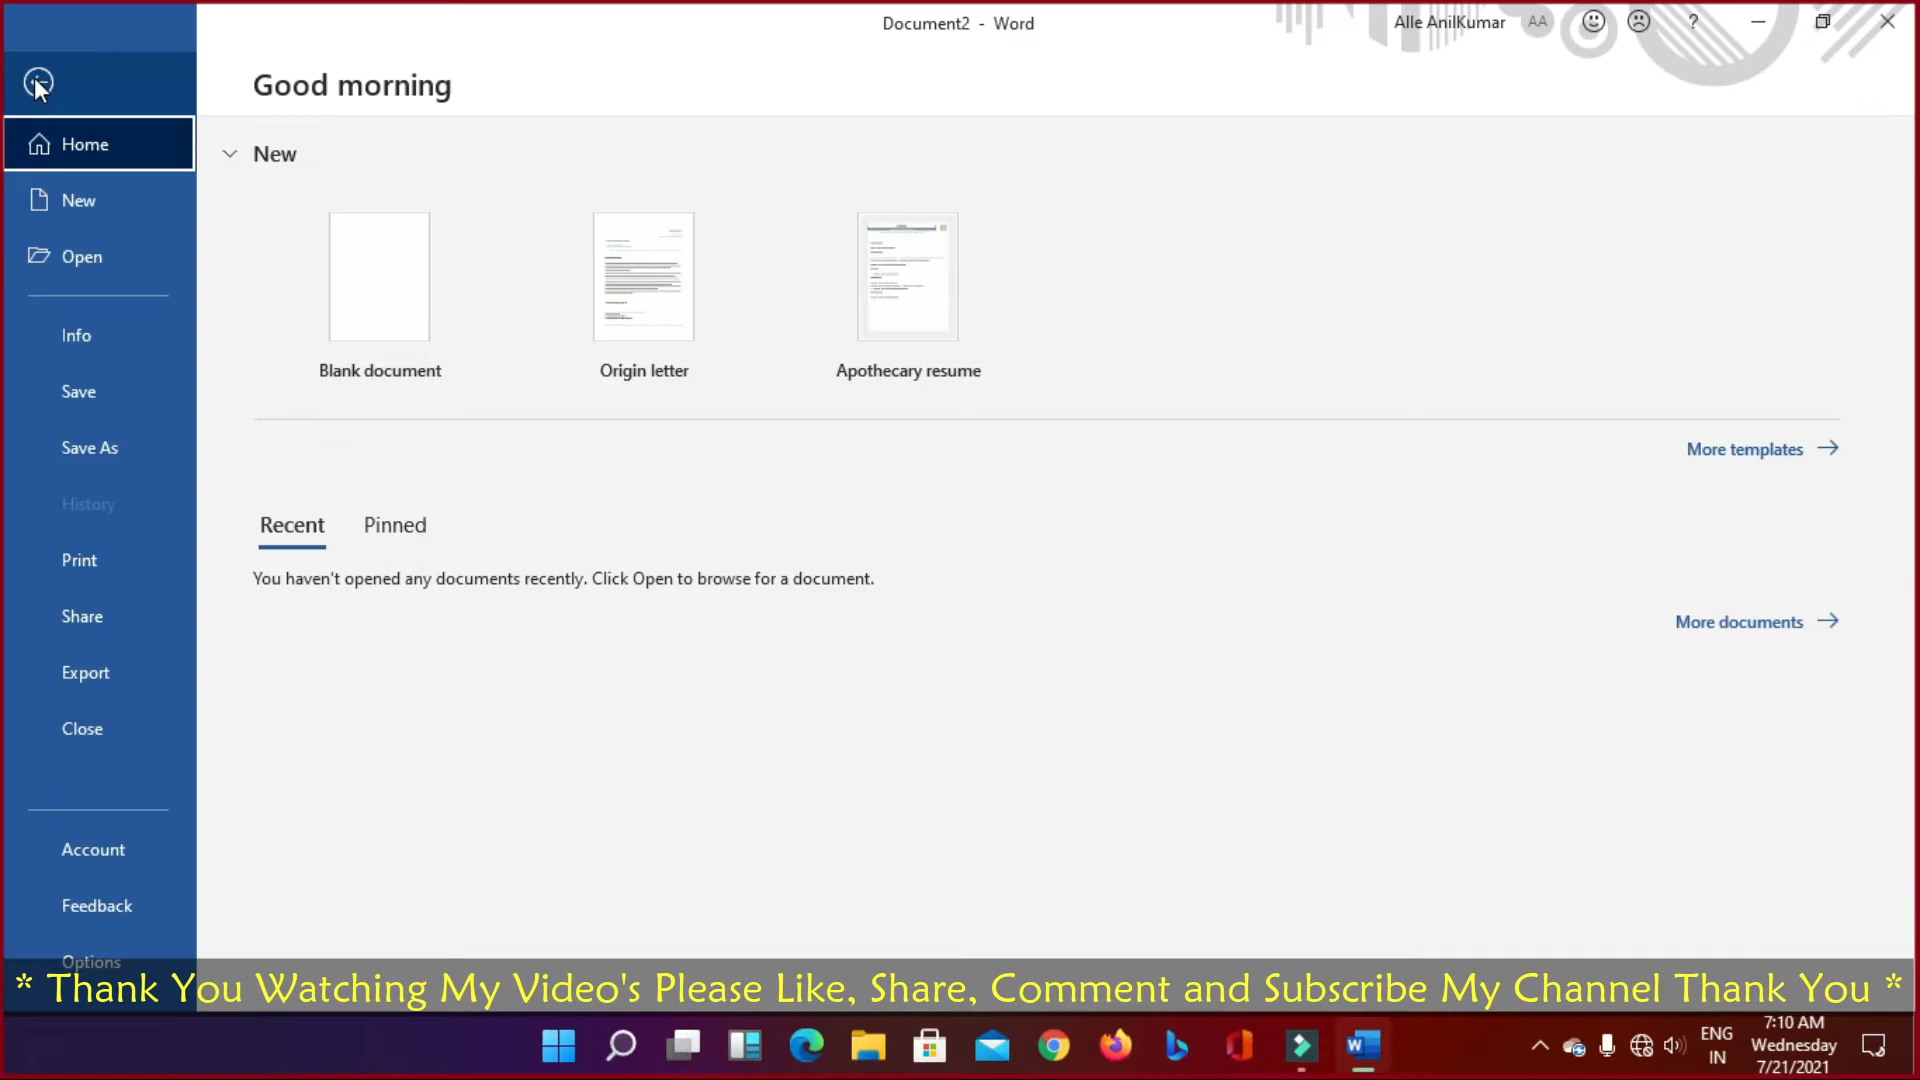 Document2 - Word
Alle AnilKumar
AA
?
Good morning
Home
New
Open
Info
Save
Save As
History
Print
Share
Export
Close
Account
Feedback
Options
New
Blank document
Origin letter
Apothecary resume
More templates
Recent
Pinned
You haven't opened any documents recently. Click Open to browse for a document.
More documents
* Thank You Watching My Video's Please Like, Share, Comment and Subscribe My Channel Thank You *
W
ENG
IN
7:10 AM
Wednesday
7/21/2021